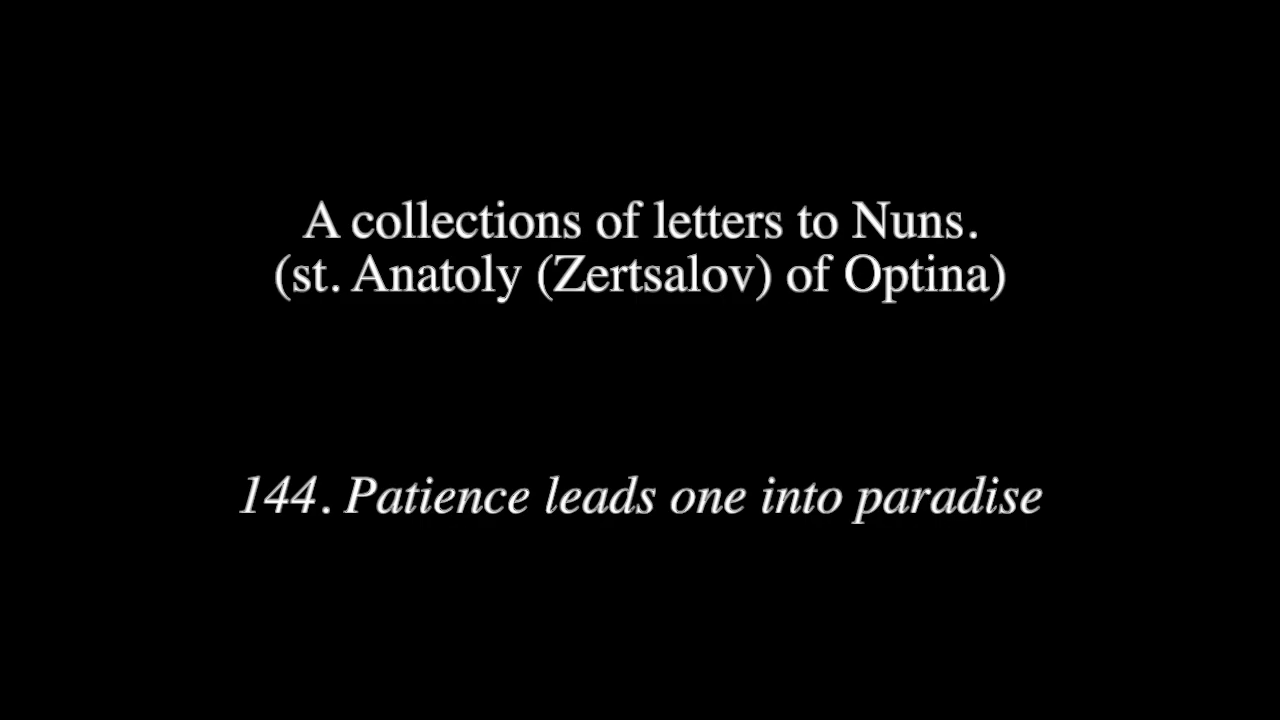 A collections of letters to Nuns.
(st. Anatoly (Zertsalov) of Optina)
144. Patience leads one into paradise